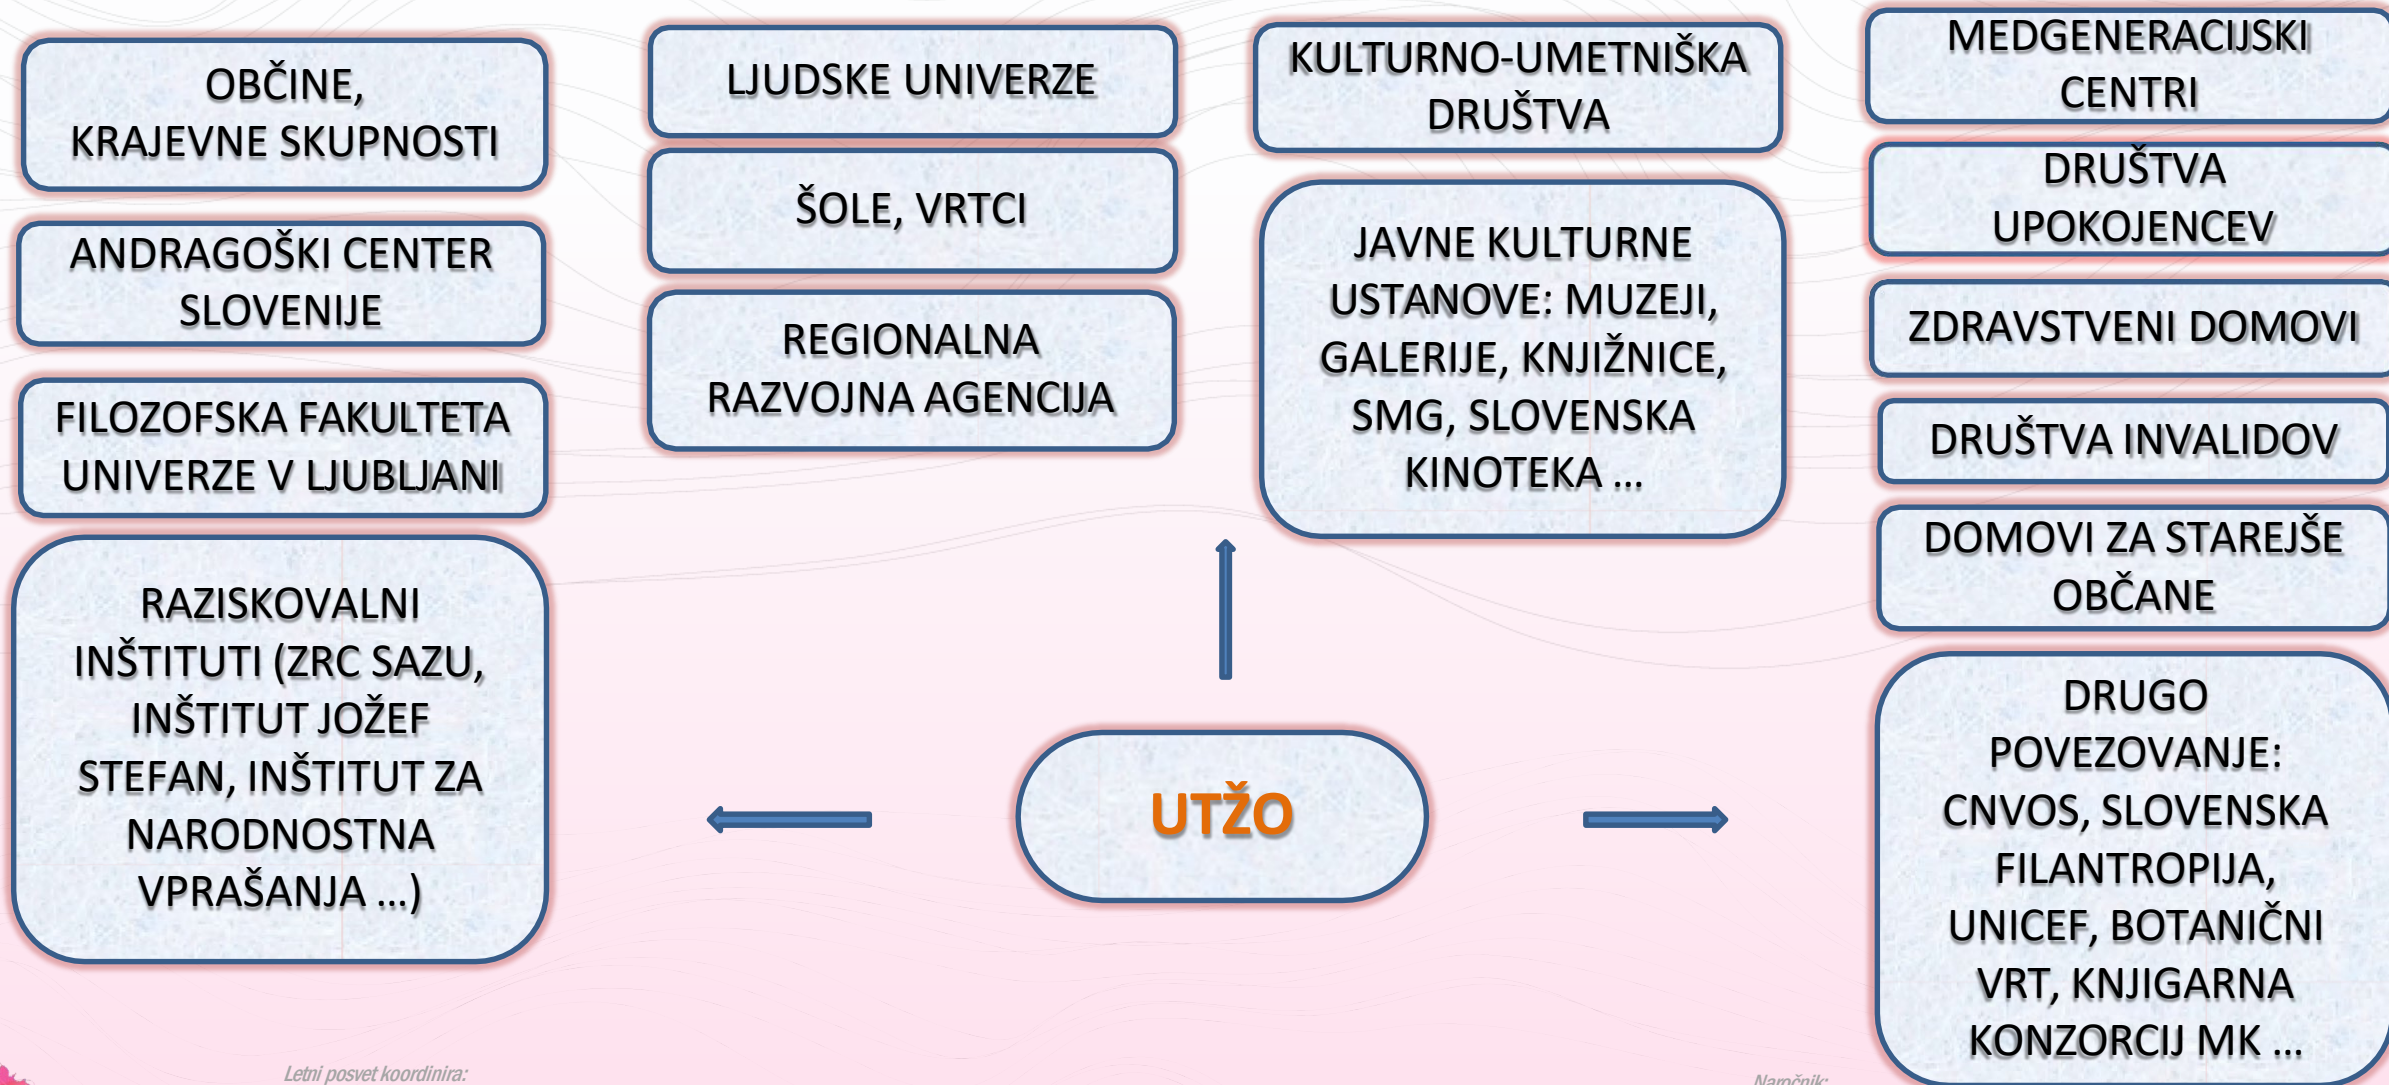 OBČINE,
KRAJEVNE SKUPNOSTI
ANDRAGOŠKI CENTER
SLOVENIJE
FILOZOFSKA FAKULTETA
UNIVERZE V LJUBLJANI
RAZISKOVALNI
INŠTITUTI (ZRC SAZU,
INŠTITUT JOŽEF
STEFAN, INŠTITUT ZA
NARODNOSTNA
VPRAŠANJA ...)
LJUDSKE UNIVERZE
ŠOLE, VRTCI
REGIONALNA
RAZVOJNA AGENCIJA
KULTURNO-UMETNIŠKA
DRUŠTVA
JAVNE KULTURNE
USTANOVE: MUZEJI,
GALERIJE, KNJIŽNICE,
SMG, SLOVENSKA
KINOTEKA ...
UTŽO
MEDGENERACIJSKI
CENTRI
DRUŠTVA
UPOKOJENCEV
ZDRAVSTVENI DOMOVI
DRUŠTVA INVALIDOV
DOMOVI ZA STAREJŠE
OBČANE
DRUGO
POVEZOVANJE:
CNVOS, SLOVENSKA
FILANTROPIJA,
UNICEF, BOTANIČNI
VRT, KNJIGARNA
KONZORCIJ MK ...
Letni posvet koordinira:
Naročnik: